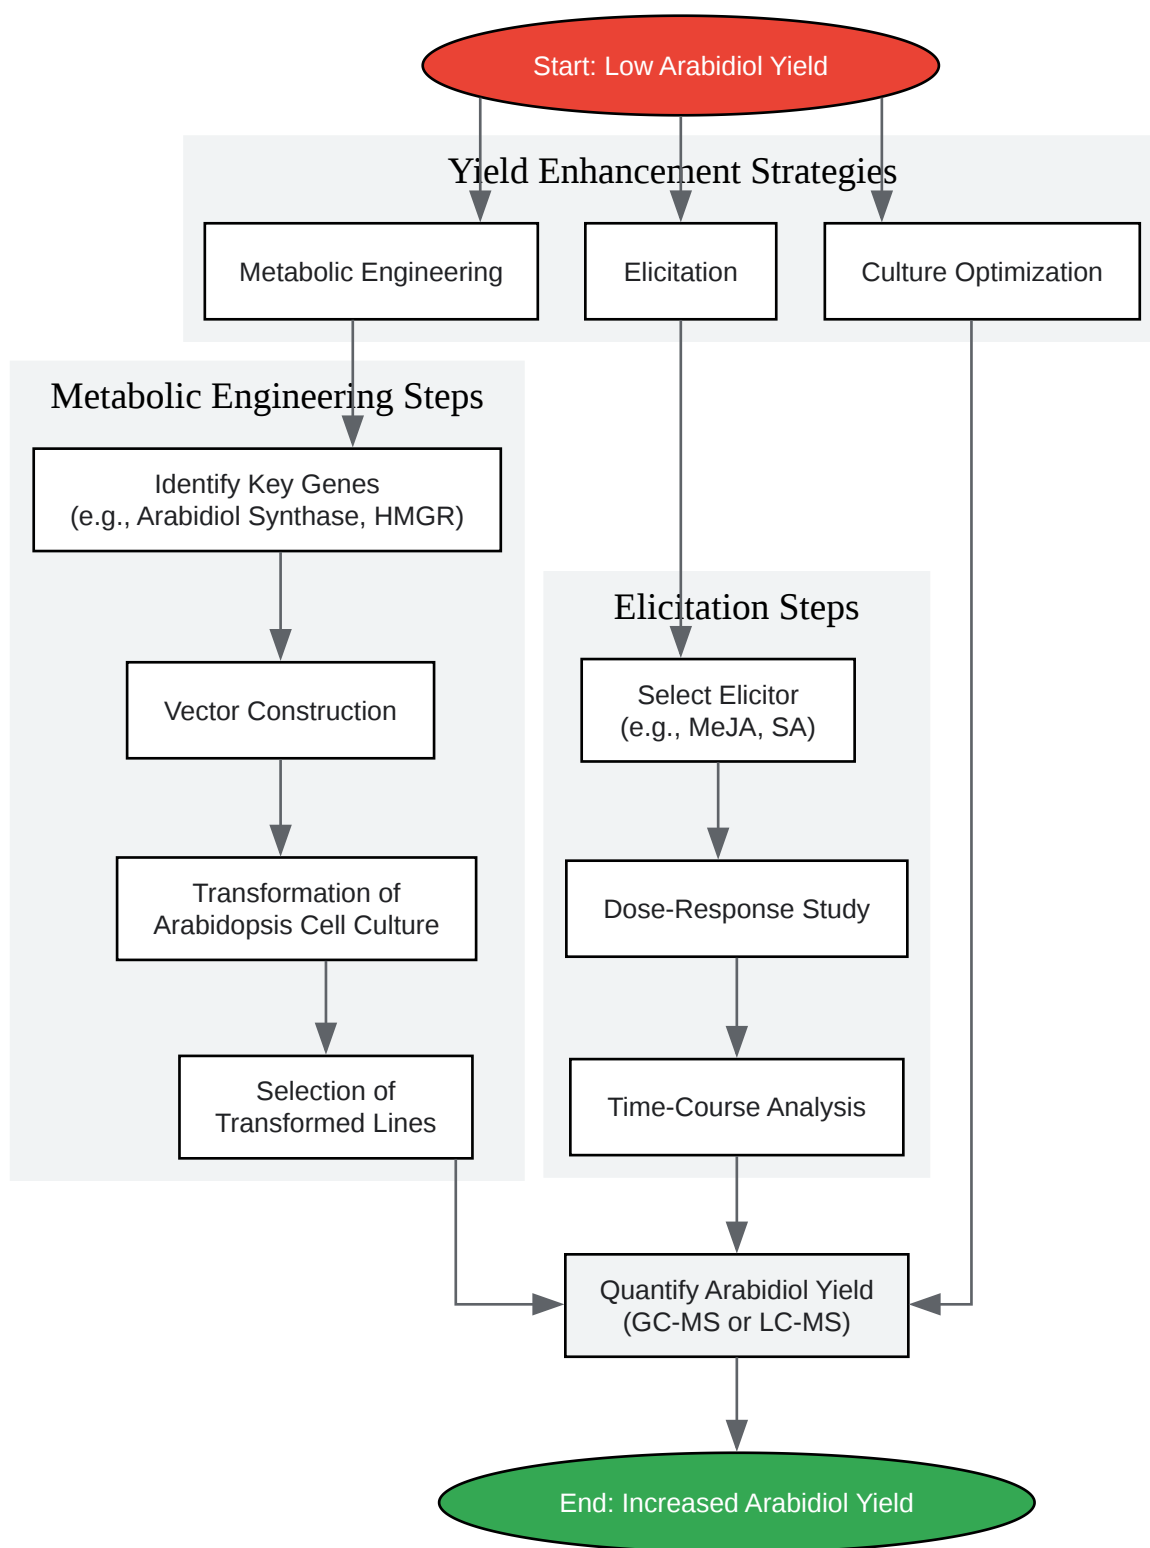 Start: Low Arabidiol Yield
Yield Enhancement Strategies
Metabolic Engineering
Elicitation
Culture Optimization
Metabolic Engineering Steps
Identify Key Genes
(e.g., Arabidiol Synthase, HMGR)
Vector Construction
Transformation of
Arabidopsis Cell Culture
Selection of
Transformed Lines
Elicitation Steps
Select Elicitor
(e.g., MeJA, SA)
Dose-Response Study
Time-Course Analysis
Quantify Arabidiol Yield
(GC-MS or LC-MS)
End: Increased Arabidiol Yield